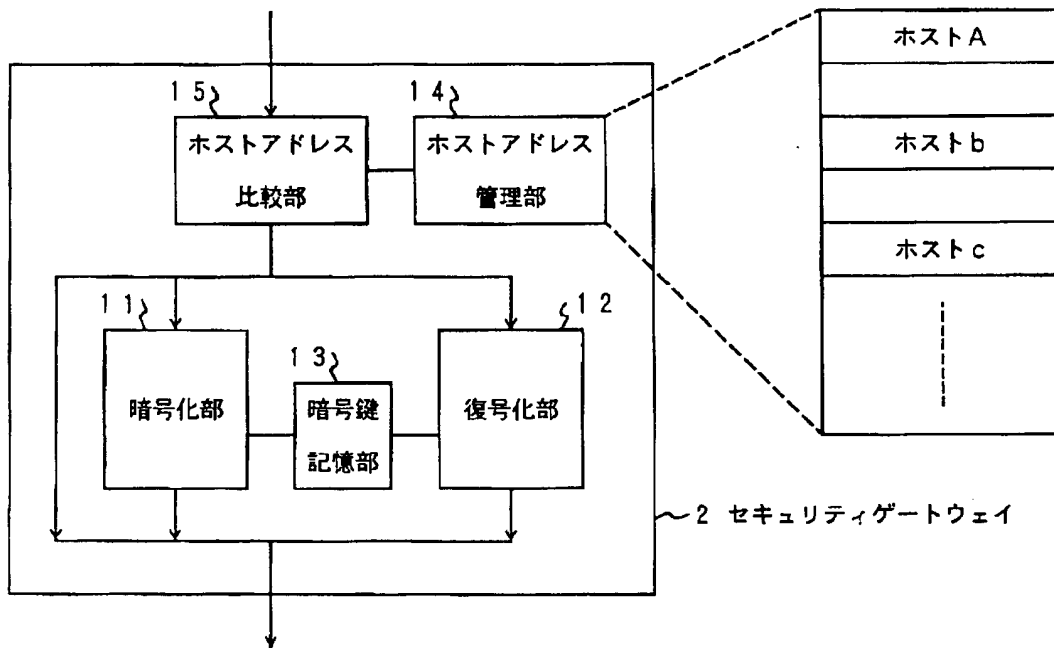 ホストA
15
14
ホストアドレス
比較部
ホストアドレス
管理部
ホストb
ホストc
11
12
13
暗号化部
暗号鍵
記憶部
復号化部
2 セキュリティゲートウェイ